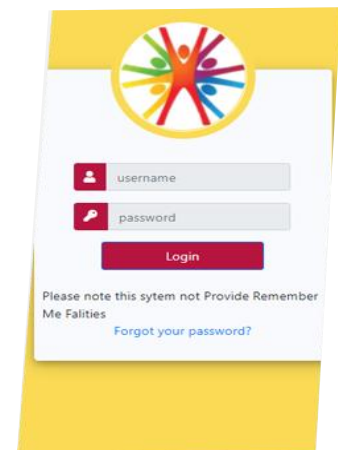 username
password
Login
Please note this sytem not Provide Remember
Me Falities
Forgot your password?